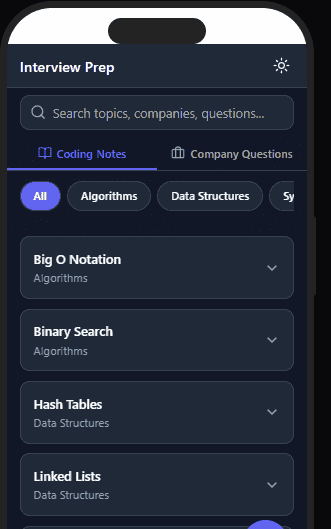 Interview Prep
Search topics, companies, questions...
Coding Notes Company Questions
All Algorithms Data Structures Sy
Big O Notation
Algorithms
Binary Search
Algorithms
Hash Tables
Data Structures
Linked Lists
Data Structures